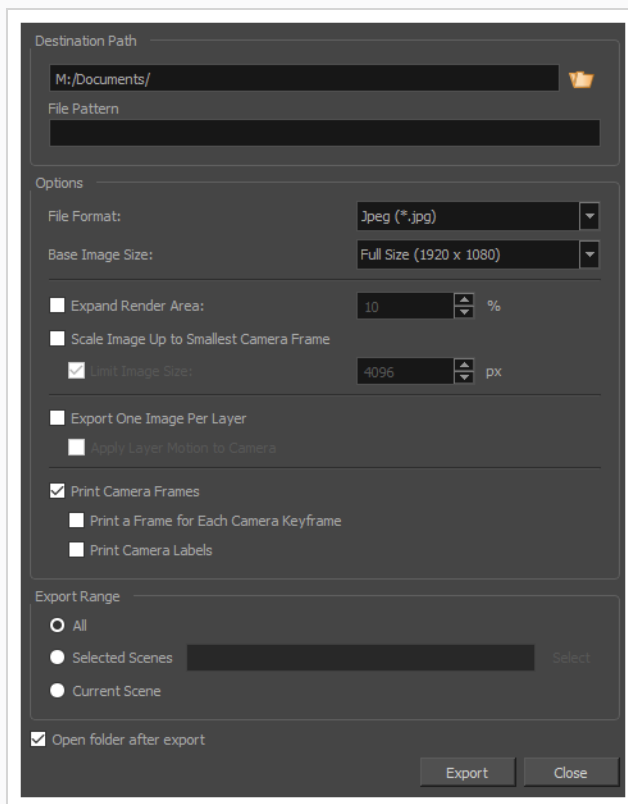 Destination Path
M:/Documents/
File Pattern
Options
File Format: Jpeg (*.jpg)
Base Image Size: Full Size (1920 x 1080)
Expand Render Area: 10 %
Scale Image Up to Smallest Camera Frame
Limit Image Size: 4096 px
Export One Image Per Layer
Apply Layer Motion to Camera
Print Camera Frames
Print a Frame for Each Camera Keyframe
Print Camera Labels
Export Range
All
Selected Scenes Select
Current Scene
Open folder after export
Export Close